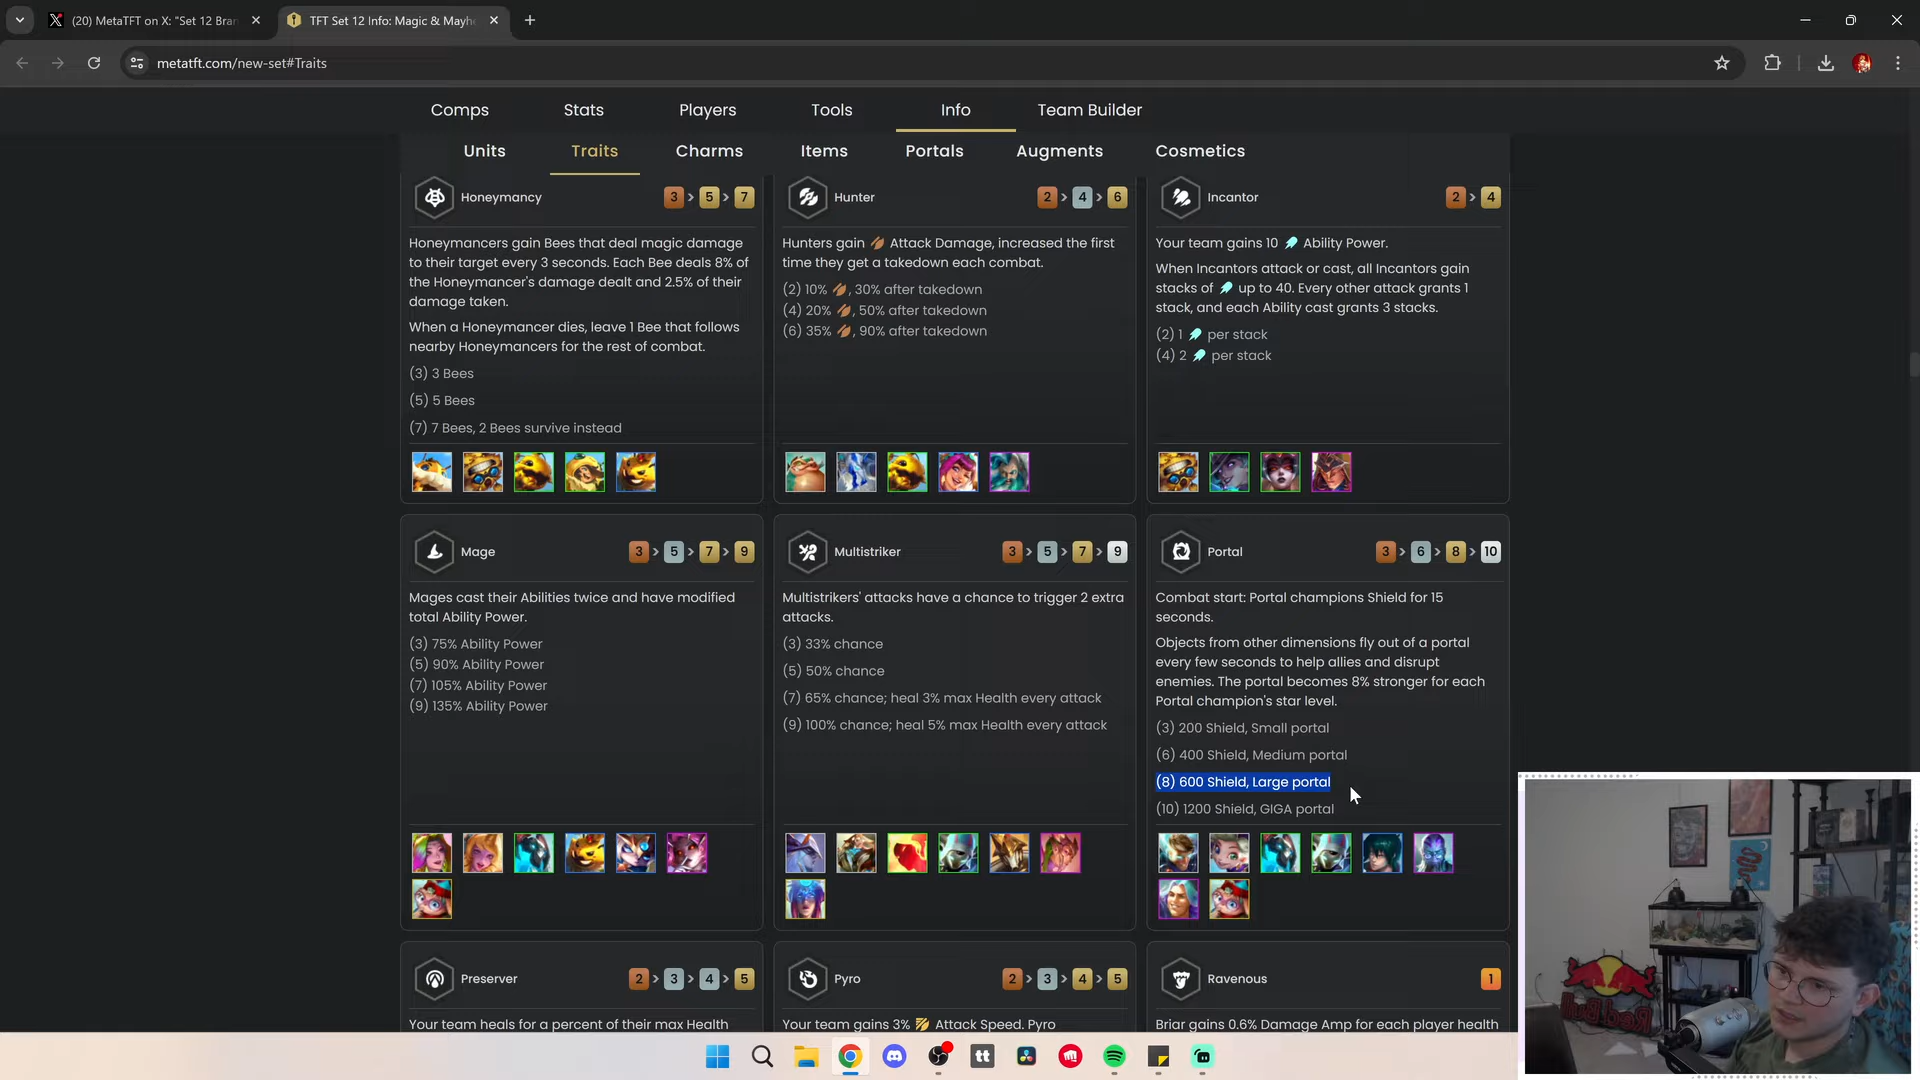 (20) MetaTFT on X: "Set 12 Bran
TFT Set 12 Info: Magic & Mayhe
metatft.com/new-set#Traits
Comps Stats Players Tools Info Team Builder
Units Traits Charms Items Portals Augments Cosmetics
Honeymancy 3 > 5 > 7
Honeymancers gain Bees that deal magic damage
to their target every 3 seconds. Each Bee deals 8% of
the Honeymancer's damage dealt and 2.5% of their
damage taken.
When a Honeymancer dies, leave 1 Bee that follows
nearby Honeymancers for the rest of combat.
(3) 3 Bees
(5) 5 Bees
(7) 7 Bees, 2 Bees survive instead
Hunter 2 > 4 > 6
Hunters gain Attack Damage, increased the first
time they get a takedown each combat.
(2) 10% , 30% after takedown
(4) 20% , 50% after takedown
(6) 35% , 90% after takedown
Incantor 2 > 4
Your team gains 10 Ability Power.
When Incantors attack or cast, all Incantors gain
stacks of up to 40. Every other attack grants 1
stack, and each Ability cast grants 3 stacks.
(2) 1 per stack
(4) 2 per stack
Mage 3 > 5 > 7 > 9
Mages cast their Abilities twice and have modified
total Ability Power.
(3) 75% Ability Power
(5) 90% Ability Power
(7) 105% Ability Power
(9) 135% Ability Power
Multistriker 3 > 5 > 7 > 9
Multistrikers' attacks have a chance to trigger 2 extra
attacks.
(3) 33% chance
(5) 50% chance
(7) 65% chance; heal 3% max Health every attack
(9) 100% chance; heal 5% max Health every attack
Portal 3 > 6 > 8 > 10
Combat start: Portal champions Shield for 15
seconds.
Objects from other dimensions fly out of a portal
every few seconds to help allies and disrupt
enemies. The portal becomes 8% stronger for each
Portal champion's star level.
(3) 200 Shield, Small portal
(6) 400 Shield, Medium portal
(8) 600 Shield, Large portal
(10) 1200 Shield, GIGA portal
Preserver 2 > 3 > 4 > 5
Your team heals for a percent of their max Health
Pyro 2 > 3 > 4 > 5
Your team gains 3% Attack Speed. Pyro
Ravenous 1
Briar gains 0.6% Damage Amp for each player health
tt
Red Bull